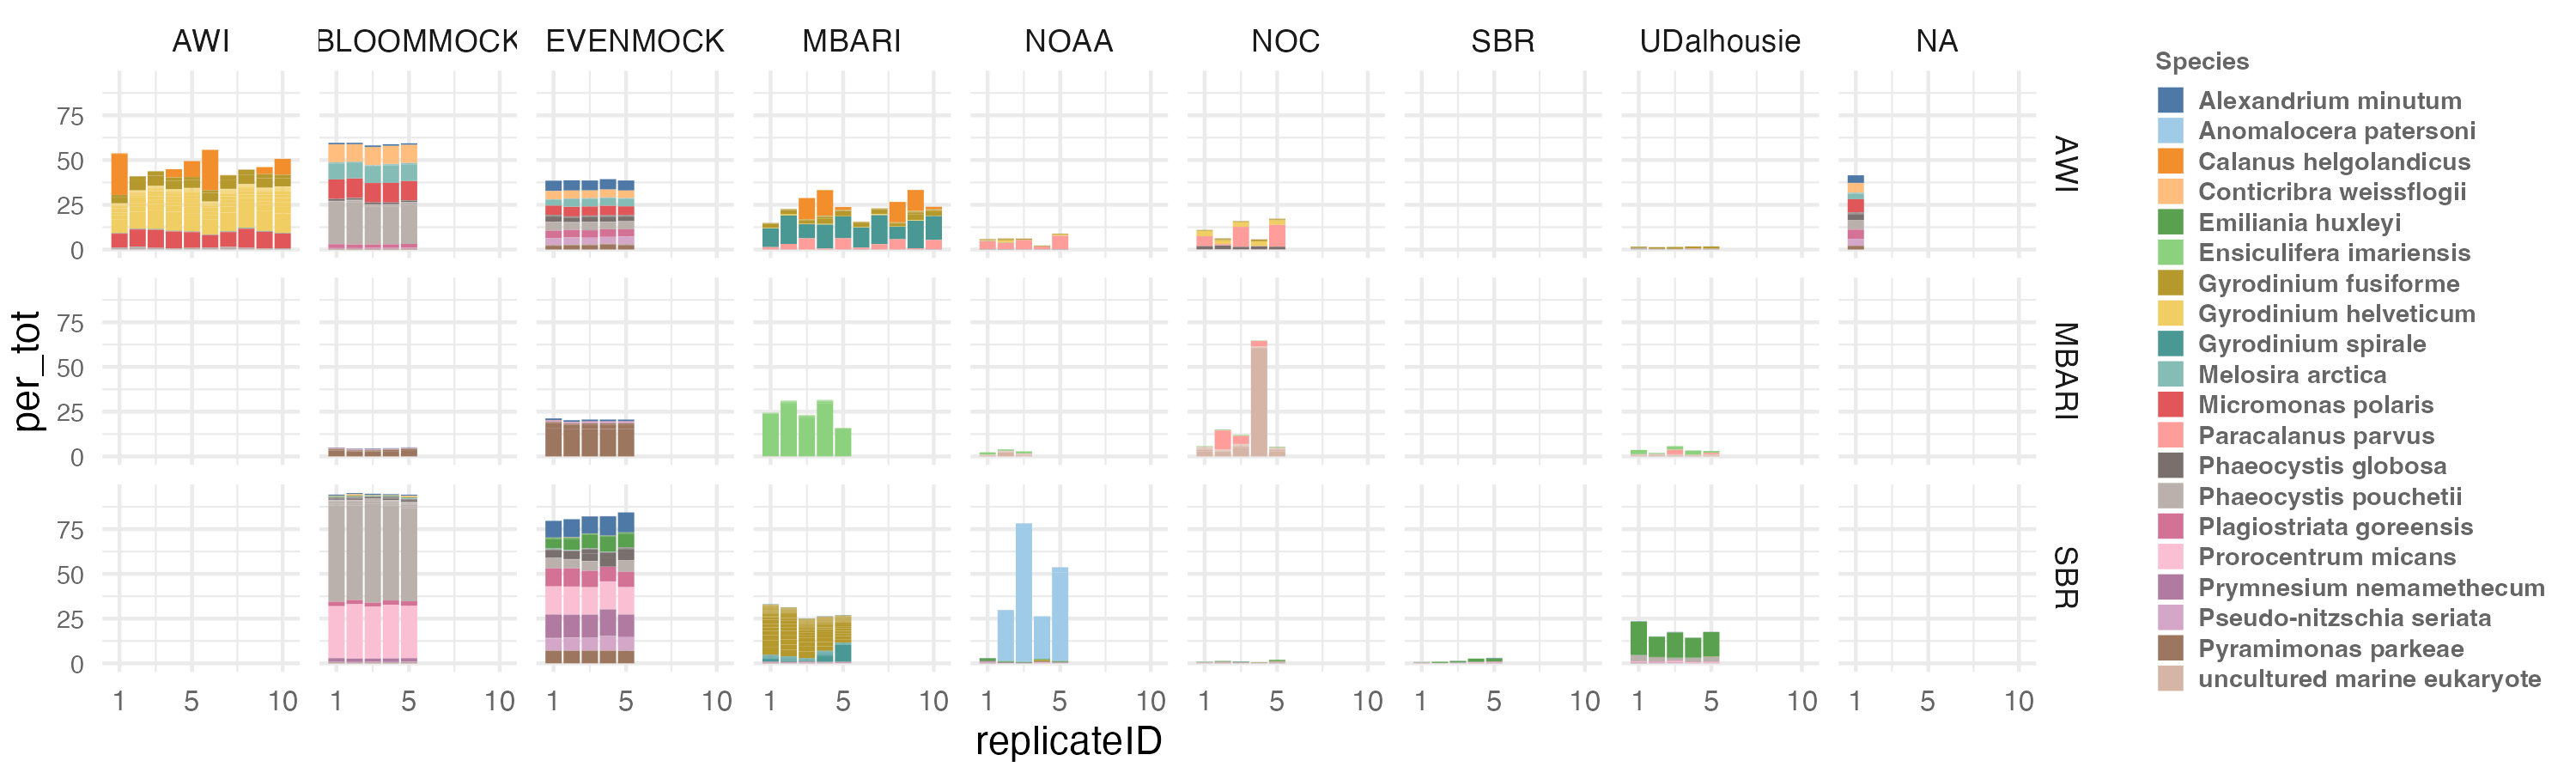 AWI BLOOMMOCK EVENMOCK MBARI NOAA NOC SBR UDalhousie NA
per_tot
75
50
25
0
AWI
75
50
25
0
MBARI
75
50
25
0
SBR
1 5 10 1 5 10 1 5 10 1 5 10 1 5 10 1 5 10 1 5 10 1 5 10 1 5 10
replicateID
Species
Alexandrium minutum
Anomalocera patersoni
Calanus helgolandicus
Conticribra weissflogii
Emiliania huxleyi
Ensiculifera imariensis
Gyrodinium fusiforme
Gyrodinium helveticum
Gyrodinium spirale
Melosira arctica
Micromonas polaris
Paracalanus parvus
Phaeocystis globosa
Phaeocystis pouchetii
Plagiostriata goreensis
Prorocentrum micans
Prymnesium nemamethecum
Pseudo-nitzschia seriata
Pyramimonas parkeae
uncultured marine eukaryote